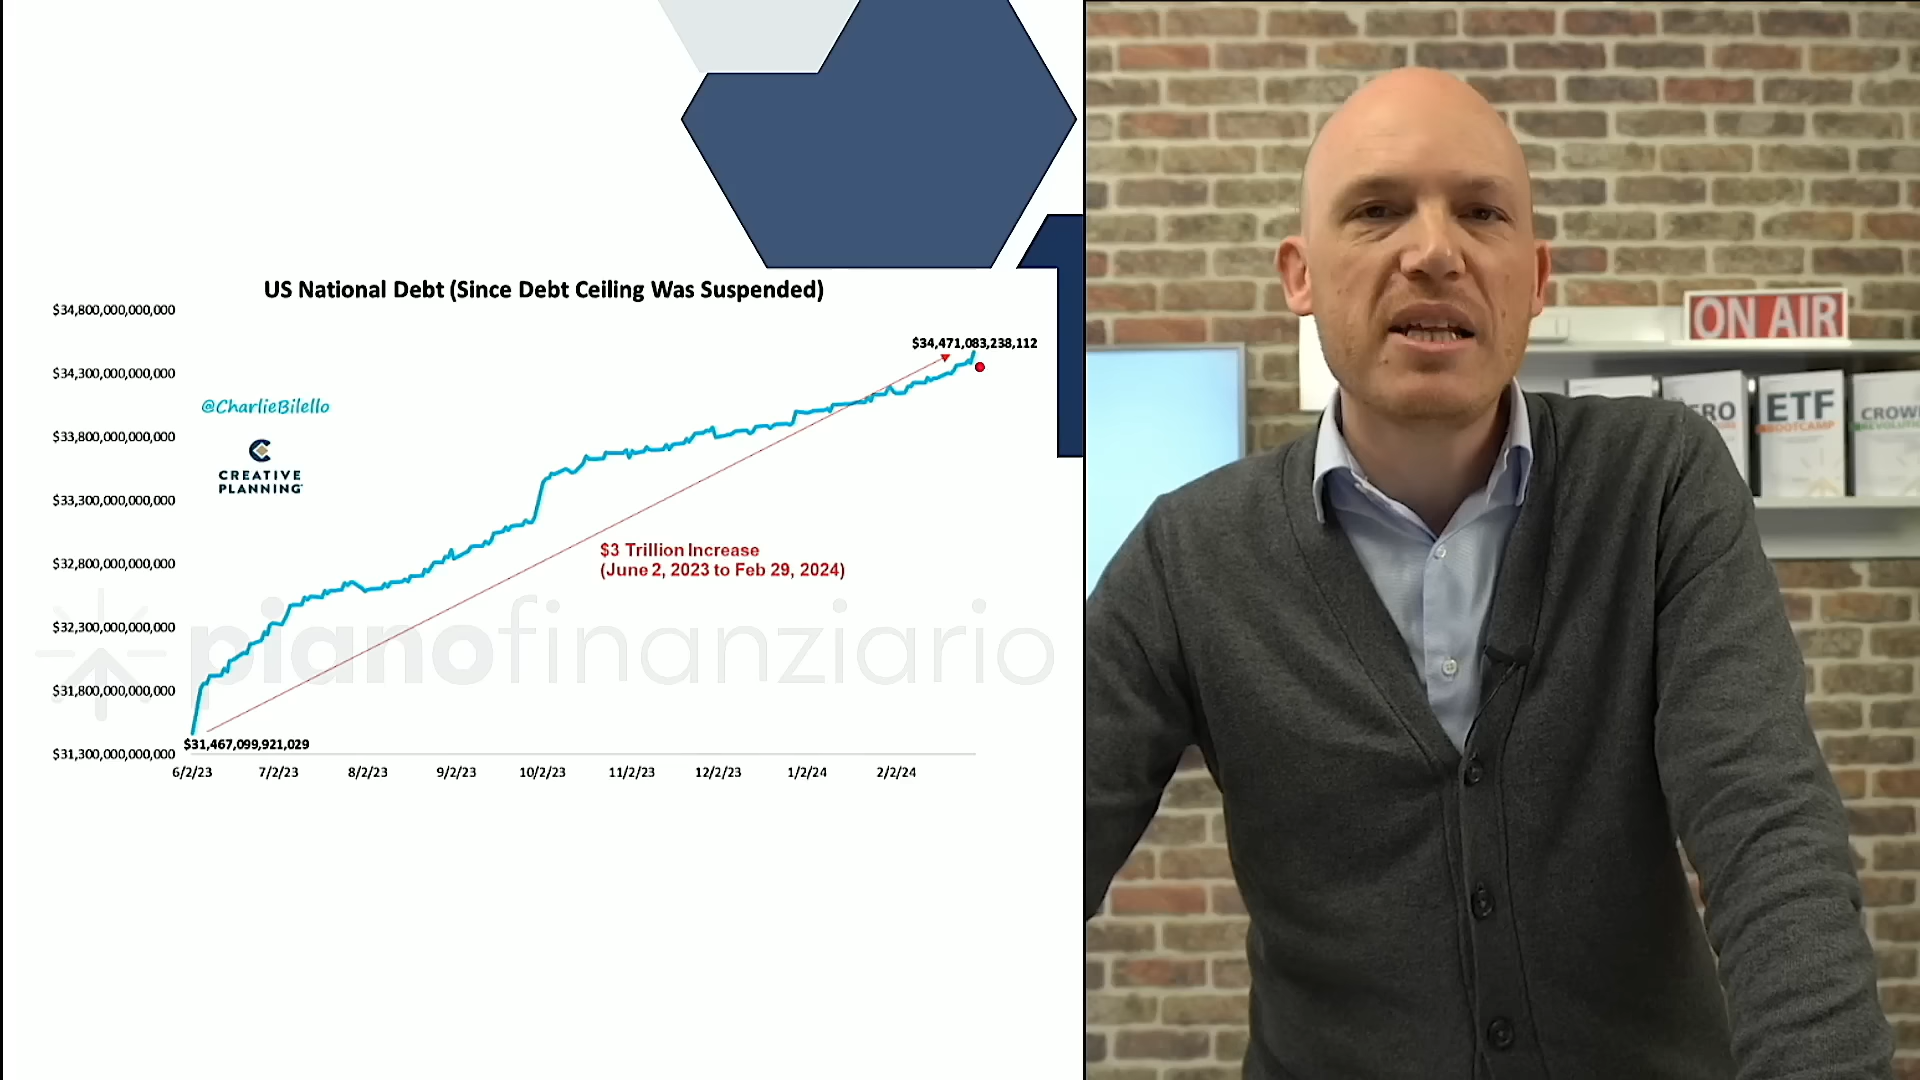 US National Debt (Since Debt Ceiling Was Suspended)
$34,800,000,000,000
$34,300,000,000,000
$33,800,000,000,000
$33,300,000,000,000
$32,800,000,000,000
$32,300,000,000,000
$31,800,000,000,000
$31,300,000,000,000
@CharlieBilello
CREATIVE
PLANNING
$34,471,083,238,112
$3 Trillion Increase
(June 2, 2023 to Feb 29, 2024)
pianofinanziario
$31,467,099,921,029
6/2/23
7/2/23
8/2/23
9/2/23
10/2/23
11/2/23
12/2/23
1/2/24
2/2/24
ON AIR
ETF
BOOTCAMP